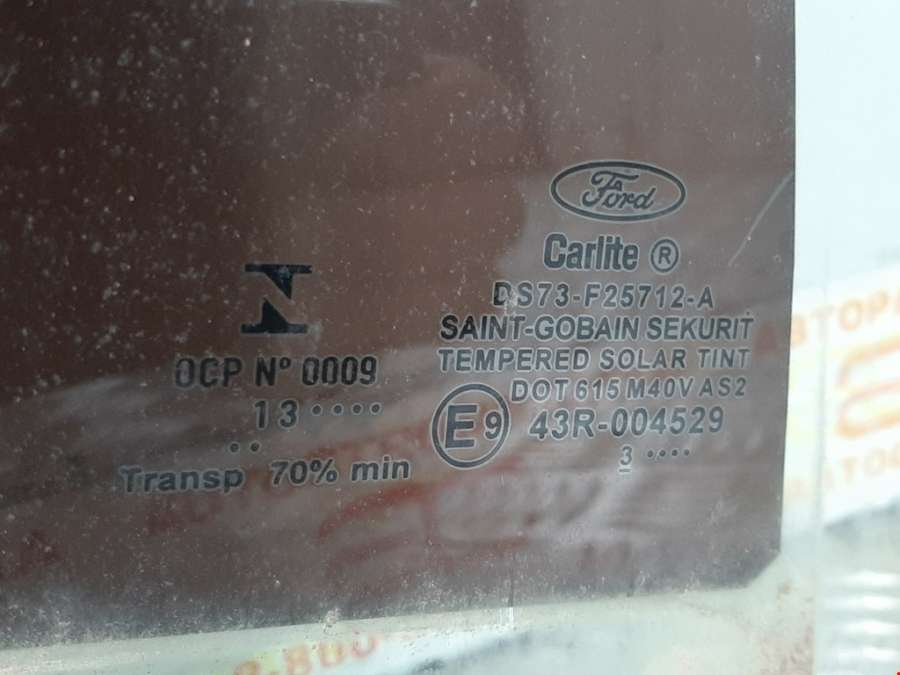 Ford
Carlite ®
DS73-F25712-A
SAINT-GOBAIN SEKURIT
TEMPERED SOLAR TINT
DOT 615 M40V AS2
E9 43R-004529
3 ••••
N
OCP Nº 0009
13 ••••
••
Transp 70% min